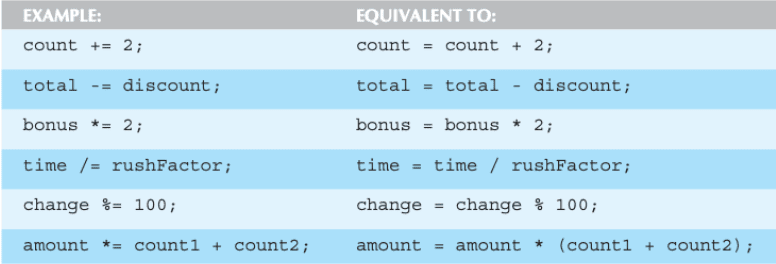 EXAMPLE: EQUIVALENT TO:
count += 2; count = count + 2;
total -= discount; total = total - discount;
bonus *= 2; bonus = bonus * 2;
time /= rushFactor; time = time / rushFactor;
change %= 100; change = change % 100;
amount *= count1 + count2; amount = amount * (count1 + count2);